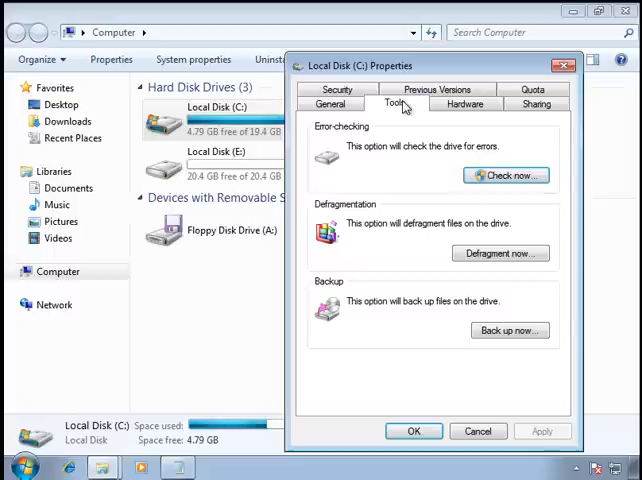 Computer
Search Computer
Organize
Properties
System properties
Uninst
Favorites
Desktop
Downloads
Recent Places
Libraries
Documents
Music
Pictures
Videos
Computer
Network
Hard Disk Drives (3)
Local Disk (C:)
4.79 GB free of 19.4 GB
Local Disk (E:)
20.4 GB free of 20.4 GB
Devices with Removable S
Floppy Disk Drive (A:)
Local Disk (C:) Properties
Security
Previous Versions
Quota
General
Tools
Hardware
Sharing
Error-checking
This option will check the drive for errors.
Check now...
Defragmentation
This option will defragment files on the drive.
Defragment now...
Backup
This option will back up files on the drive.
Back up now...
OK
Cancel
Apply
Local Disk (C:)
Space used:
Local Disk
Space free: 4.79 GB